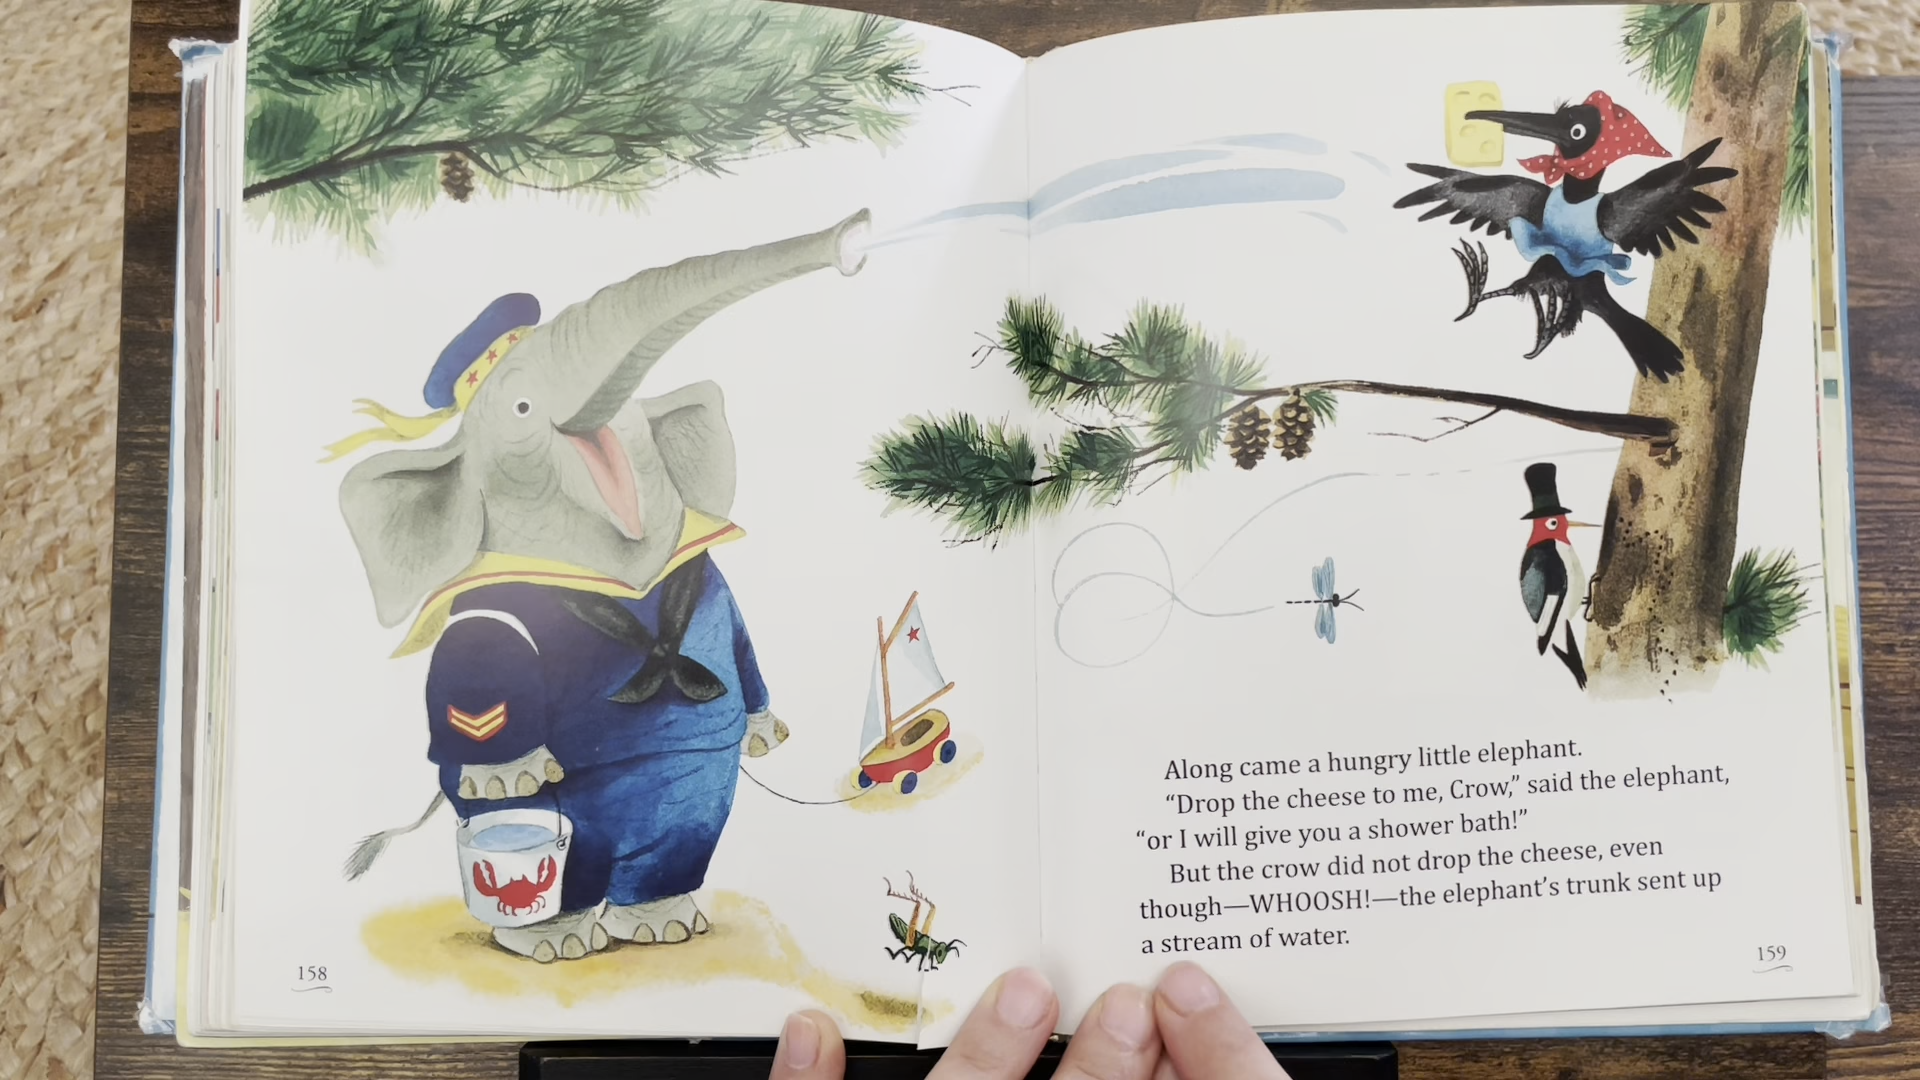 Along came a hungry little elephant.
“Drop the cheese to me, Crow,” said the elephant,
“or I will give you a shower bath!”
But the crow did not drop the cheese, even
though—WHOOSH!—the elephant’s trunk sent up
a stream of water.
158
159